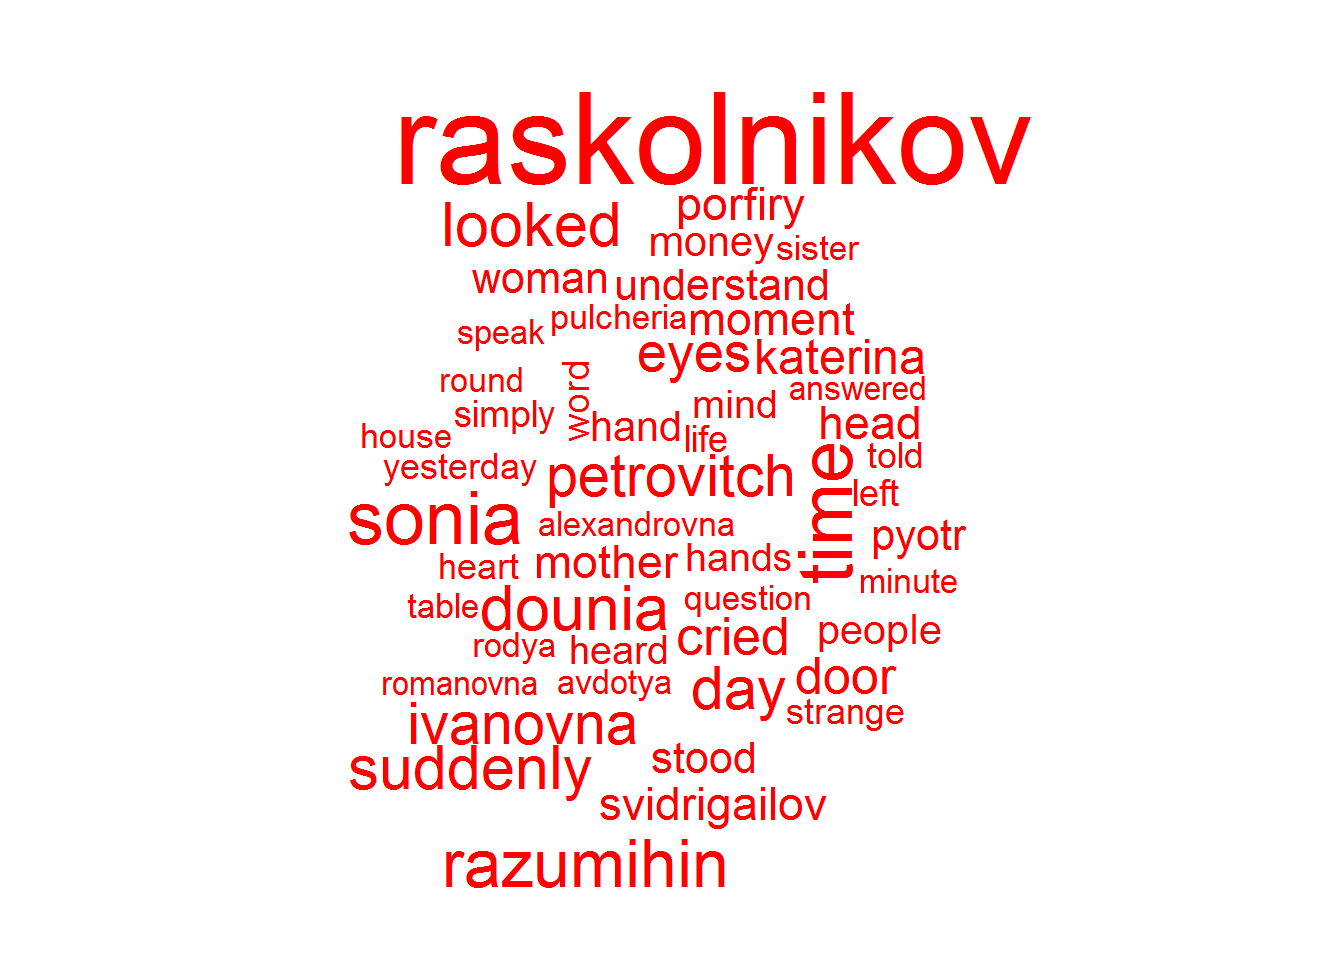 raskolnikov
looked porfiry
money sister
woman understand
speak pulcheria moment
eyes katerina
round word mind answered
simply hand life head
house
yesterday petrovitch time told
left
sonia alexandrovna pyotr
heart mother hands minute
table dounia question
rodya heard cried people
romanovna avdotya day door
strange
ivanovna
suddenly stood
svidrigailov
razumihin